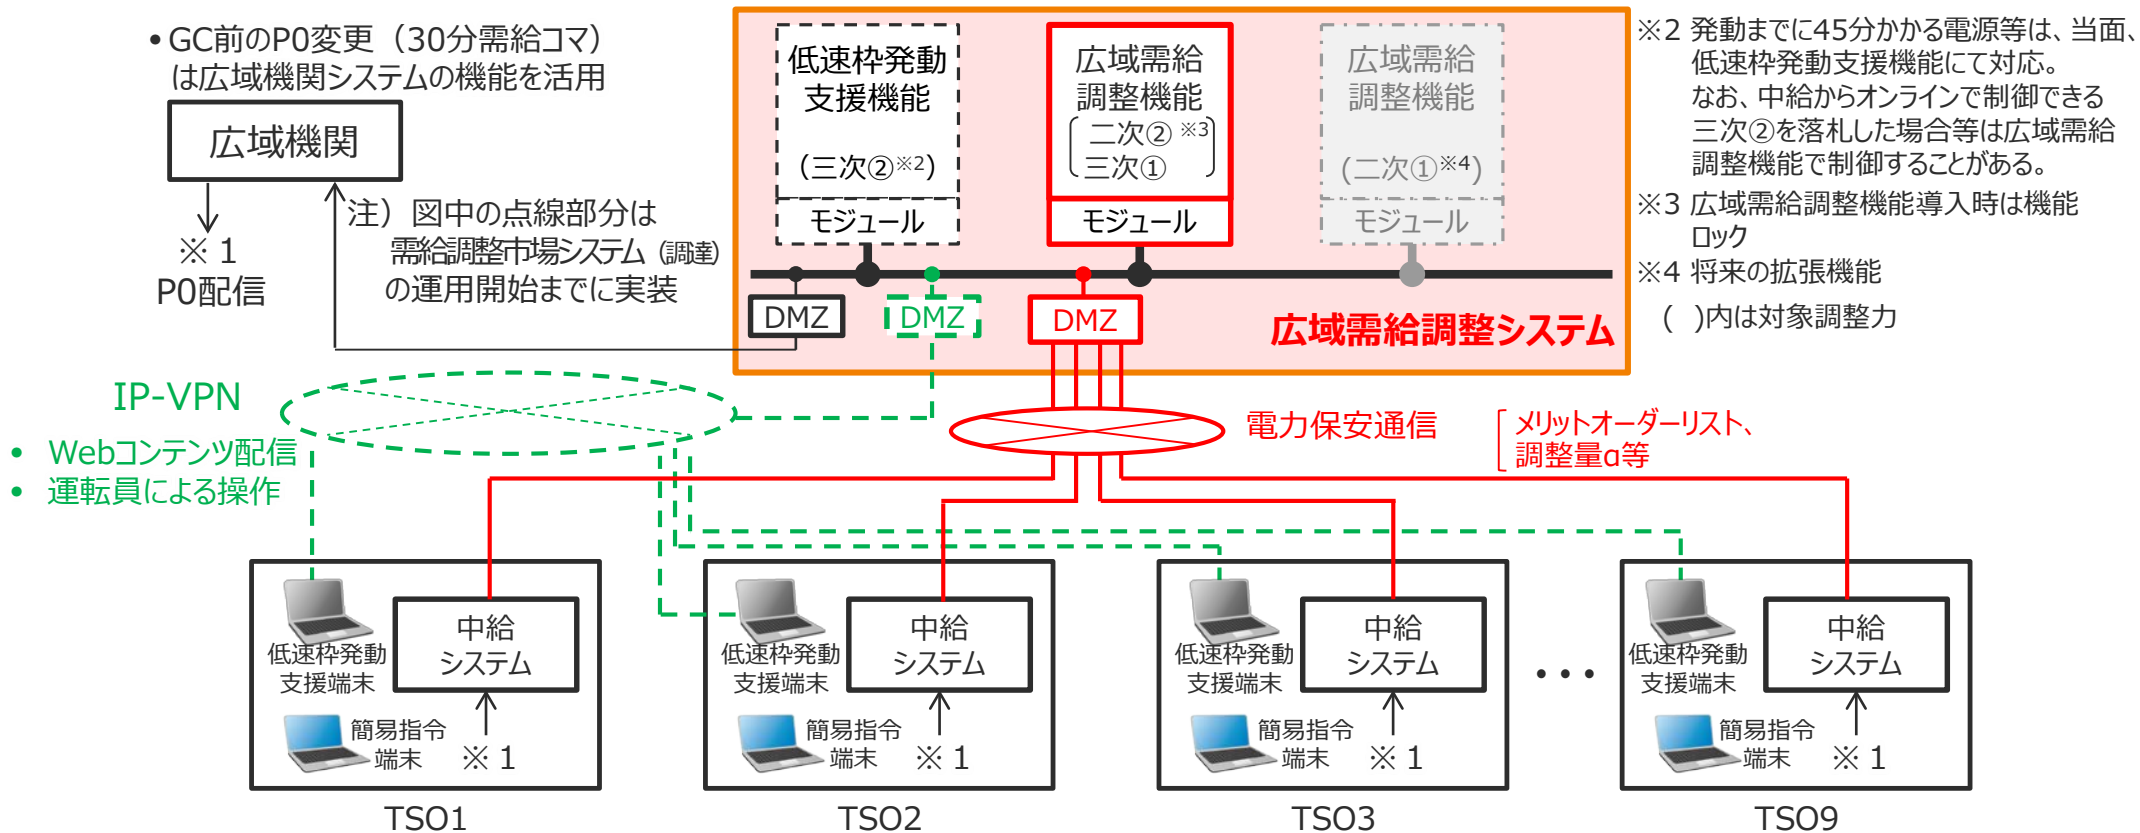 • GC前のP0変更（30分需給コマ）
は広域機関システムの機能を活用
広域機関
※１
P0配信
注）図中の点線部分は
需給調整市場システム（調達）
の運用開始までに実装
低速枠発動
支援機能
(三次②※2)
モジュール
広域需給
調整機能
二次②※3
三次①
モジュール
広域需給
調整機能
(二次①※4)
モジュール
DMZ
DMZ
DMZ
広域需給調整システム
※2 発動までに45分かかる電源等は、当面、
低速枠発動支援機能にて対応。
なお、中給からオンラインで制御できる
三次②を落札した場合等は広域需給
調整機能で制御することがある。
※3 広域需給調整機能導入時は機能
ロック
※4 将来の拡張機能
( )内は対象調整力
IP-VPN
• Webコンテンツ配信
• 運転員による操作
電力保安通信
メリットオーダーリスト、
調整量α等
低速枠発動
支援端末
中給
システム
簡易指令
端末
※１
TSO1
低速枠発動
支援端末
中給
システム
簡易指令
端末
※１
TSO2
低速枠発動
支援端末
中給
システム
簡易指令
端末
※１
TSO3
・・・
低速枠発動
支援端末
中給
システム
簡易指令
端末
※１
TSO9